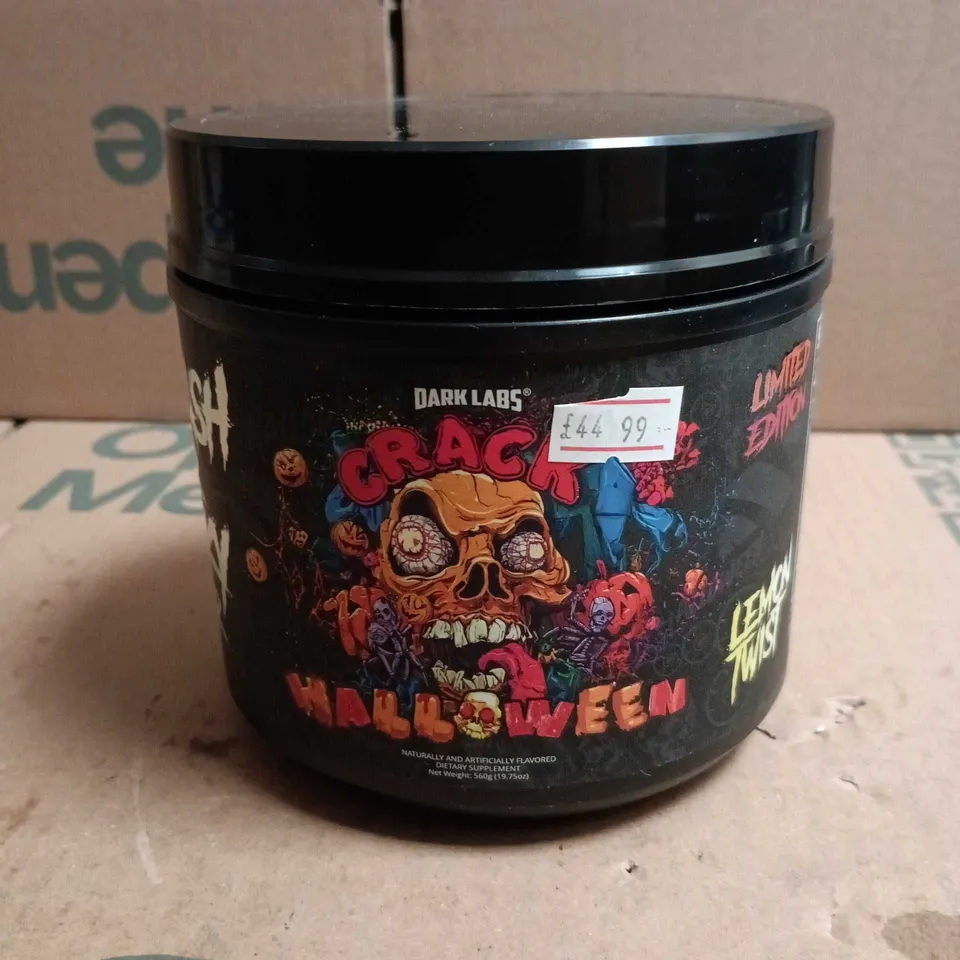 DARK LABS®
CRACK
£44 99
LIMITED
EDITION
SH
LEMON
TWIST
HALLOWEEN
NATURALLY AND ARTIFICIALLY FLAVORED
DIETARY SUPPLEMENT
Net Weight: 560g (19.75oz)